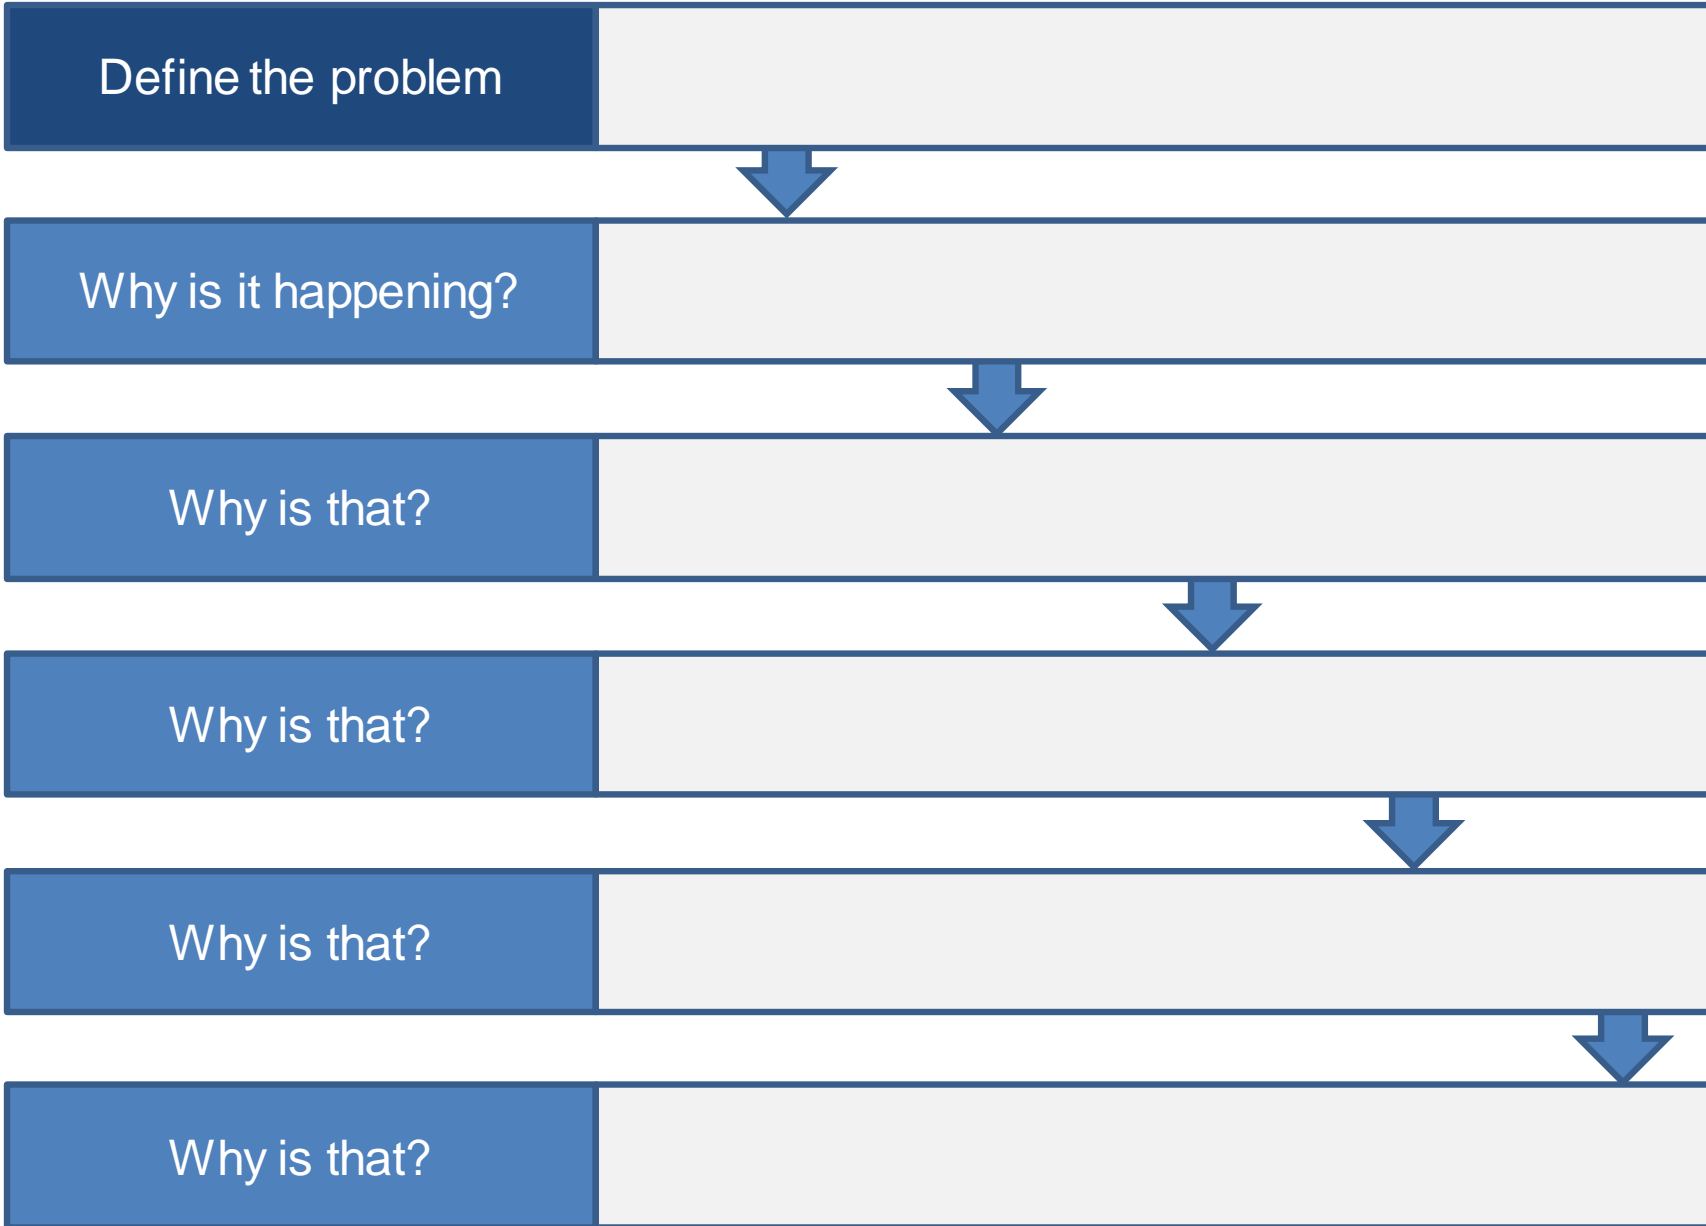 Define the problem
Why is it happening?
Why is that?
Why is that?
Why is that?
Why is that?